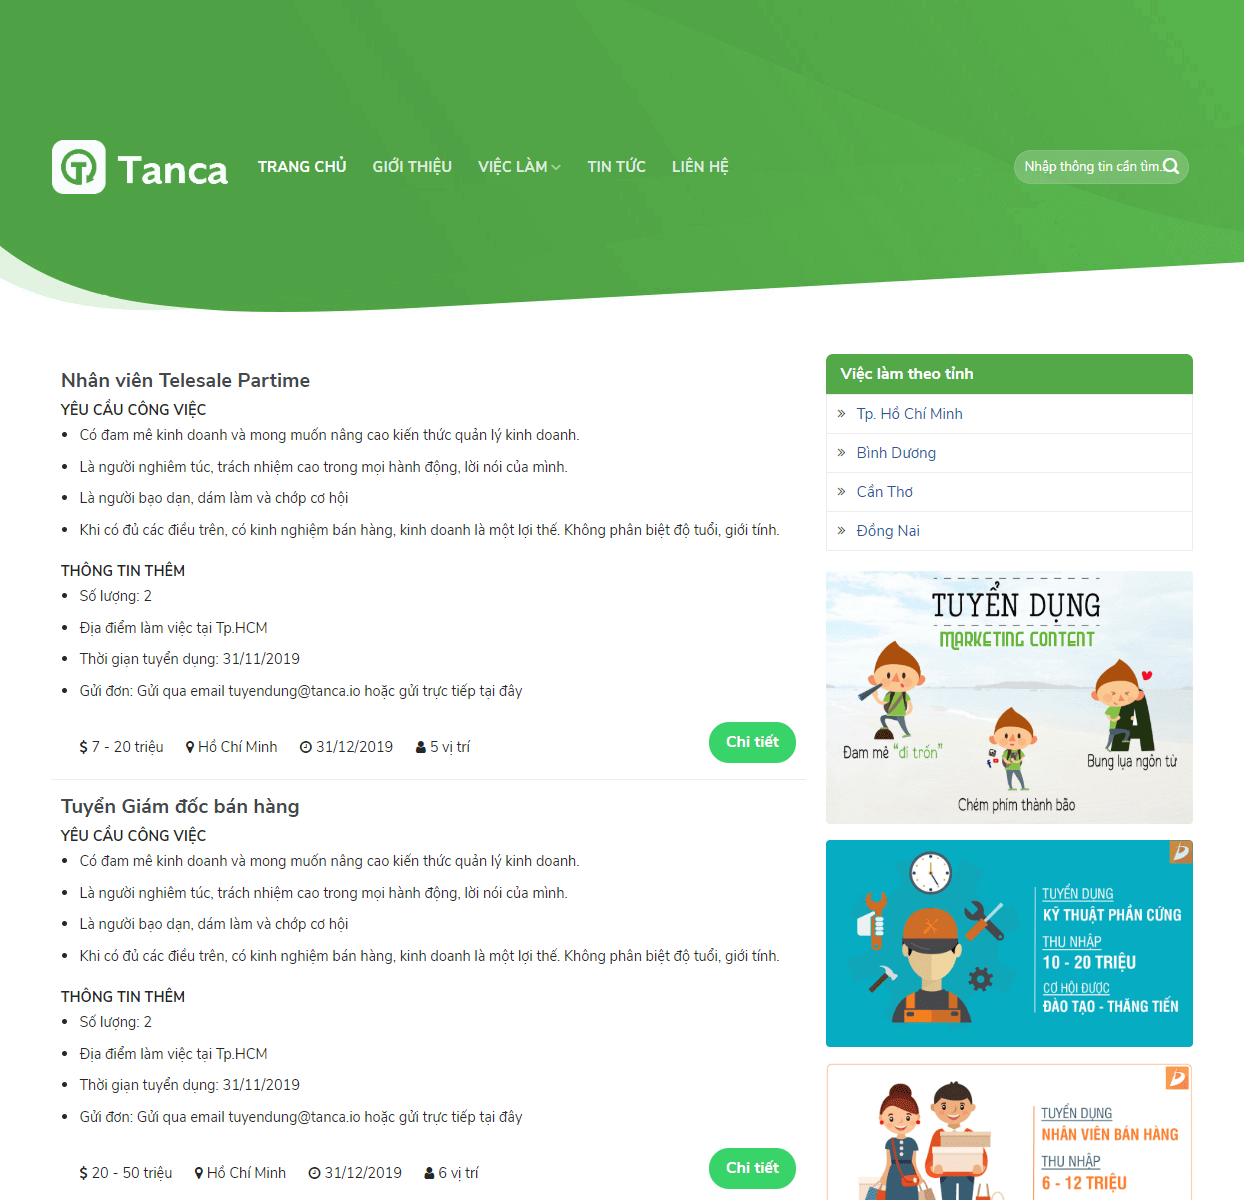 Tanca
TRANG CHỦ
GIỚI THIỆU
VIỆC LÀM
TIN TỨC
LIÊN HỆ
Nhập thông tin cần tìm...
Nhân viên Telesale Partime
YÊU CẦU CÔNG VIỆC
Có đam mê kinh doanh và mong muốn nâng cao kiến thức quản lý kinh doanh.
Là người nghiêm túc, trách nhiệm cao trong mọi hành động, lời nói của mình.
Là người bạo dạn, dám làm và chớp cơ hội
Khi có đủ các điều trên, có kinh nghiệm bán hàng, kinh doanh là một lợi thế. Không phân biệt độ tuổi, giới tính.
THÔNG TIN THÊM
Số lượng: 2
Địa điểm làm việc tại Tp.HCM
Thời gian tuyển dụng: 31/11/2019
Gửi đơn: Gửi qua email tuyendung@tanca.io hoặc gửi trực tiếp tại đây
$ 7 - 20 triệu Hồ Chí Minh 31/12/2019 5 vị trí
Chi tiết
Tuyển Giám đốc bán hàng
YÊU CẦU CÔNG VIỆC
Có đam mê kinh doanh và mong muốn nâng cao kiến thức quản lý kinh doanh.
Là người nghiêm túc, trách nhiệm cao trong mọi hành động, lời nói của mình.
Là người bạo dạn, dám làm và chớp cơ hội
Khi có đủ các điều trên, có kinh nghiệm bán hàng, kinh doanh là một lợi thế. Không phân biệt độ tuổi, giới tính.
THÔNG TIN THÊM
Số lượng: 2
Địa điểm làm việc tại Tp.HCM
Thời gian tuyển dụng: 31/11/2019
Gửi đơn: Gửi qua email tuyendung@tanca.io hoặc gửi trực tiếp tại đây
$ 20 - 50 triệu Hồ Chí Minh 31/12/2019 6 vị trí
Chi tiết
Việc làm theo tỉnh
Tp. Hồ Chí Minh
Bình Dương
Cần Thơ
Đồng Nai
TUYỂN DỤNG
MARKETING CONTENT
Đam mê "đi trốn"
Bung lụa ngôn từ
Chém phím thành bão
TUYỂN DỤNG
KỸ THUẬT PHẦN CỨNG
THU NHẬP
10 - 20 TRIỆU
CƠ HỘI ĐƯỢC
ĐÀO TẠO - THĂNG TIẾN
TUYỂN DỤNG
NHÂN VIÊN BÁN HÀNG
THU NHẬP
6 - 12 TRIỆU